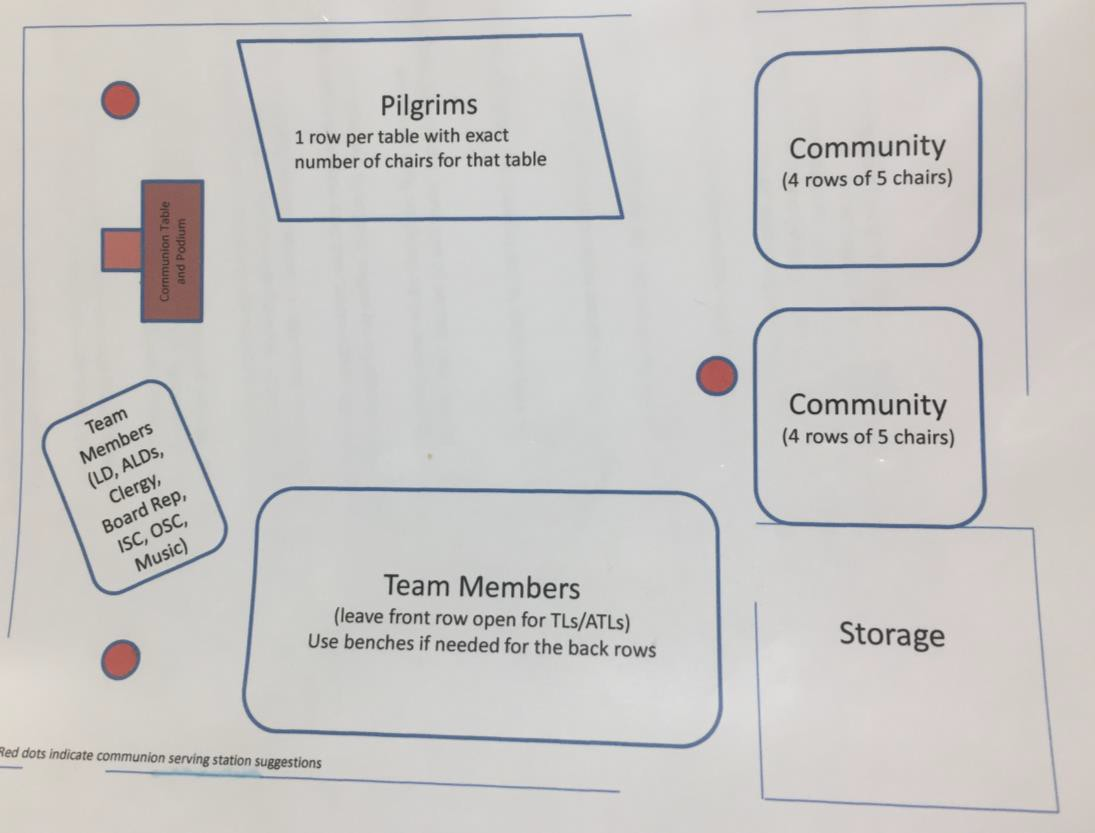 Pilgrims
1 row per table with exact
number of chairs for that table
Community
(4 rows of 5 chairs)
Communion Table
and Podium
Community
(4 rows of 5 chairs)
Team
Members
(LD, ALDs,
Clergy,
Board Rep,
ISC, OSC,
Music)
Team Members
(leave front row open for TLs/ATLs)
Use benches if needed for the back rows
Storage
Red dots indicate communion serving station suggestions